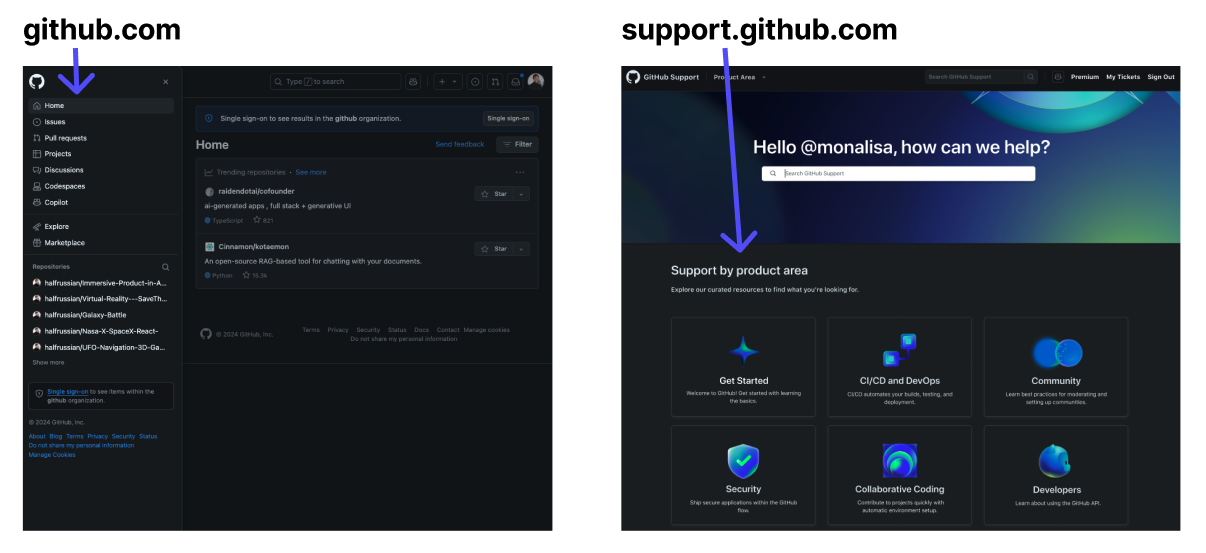 github.com
Home
Issues
Pull requests
Projects
Discussions
Codespaces
Copilot
Explore
Marketplace
Repositories
halfrussian/Immersive-Product-in-A...
halfrussian/Virtual-Reality---SaveTh...
halfrussian/Galaxy-Battle
halfrussian/Nasa-X-SpaceX-React-
halfrussian/UFO-Navigation-3D-Ga...
Show more
Single sign-on to see items within the
github organization.
© 2024 GitHub, Inc.
About Blog Terms Privacy Security Status
Do not share my personal information
Manage Cookies
Type / to search
Single sign-on to see results in the github organization.
Single sign-on
Home
Send feedback
Filter
Trending repositories · See more
raidendotai/cofounder
Star
ai-generated apps , full stack + generative UI
TypeScript 821
Cinnamon/kotaemon
Star
An open-source RAG-based tool for chatting with your documents.
Python 15.3k
© 2024 GitHub, Inc.
Terms Privacy Security Status Docs Contact Manage cookies
Do not share my personal information
support.github.com
GitHub Support
Product Area
Search GitHub Support
Premium My Tickets Sign Out
Hello @monalisa, how can we help?
Search GitHub Support
Support by product area
Explore our curated resources to find what you're looking for.
Get Started
Welcome to GitHub! Get started with learning
the basics.
CI/CD and DevOps
CI/CD automates your builds, testing, and
deployment.
Community
Learn best practices for moderating and
setting up communities.
Security
Ship secure applications within the GitHub
flow.
Collaborative Coding
Contribute to projects quickly with
automatic environment setup.
Developers
Learn about using the GitHub API.